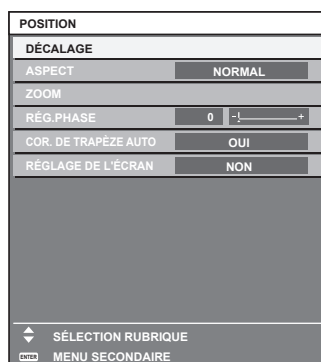 POSITION
DÉCALAGE
ASPECT NORMAL
ZOOM
RÉG.PHASE 0 - +
COR. DE TRAPÈZE AUTO OUI
RÉGLAGE DE L'ÉCRAN NON
SÉLECTION RUBRIQUE
ENTER MENU SECONDAIRE